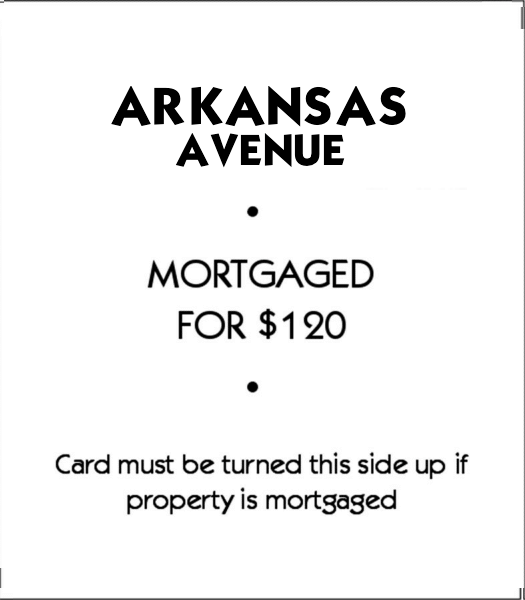 ARKANSAS
AVENUE
•
MORTGAGED
FOR $120
•
Card must be turned this side up if
property is mortgaged